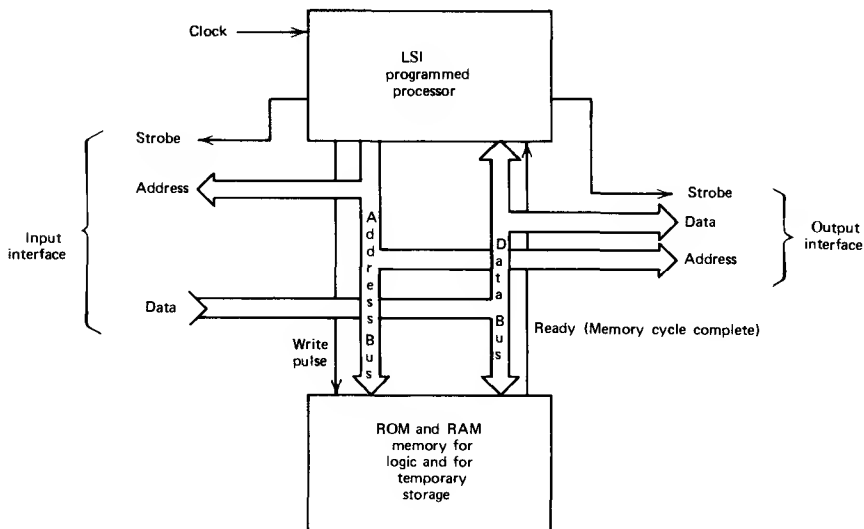 Clock
LSI
programmed
processor
Strobe
Address
Input
interface
Data
Address Bus
Data Bus
Strobe
Data
Address
Output
interface
Write
pulse
Ready (Memory cycle complete)
ROM and RAM
memory for
logic and for
temporary
storage